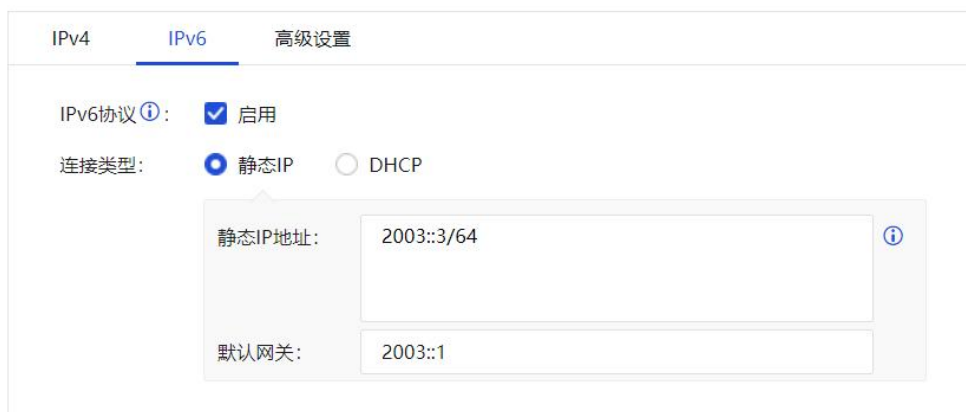 IPv4 IPv6 高级设置
IPv6协议： 启用
连接类型： 静态IP DHCP
静态IP地址： 2003::3/64
默认网关： 2003::1